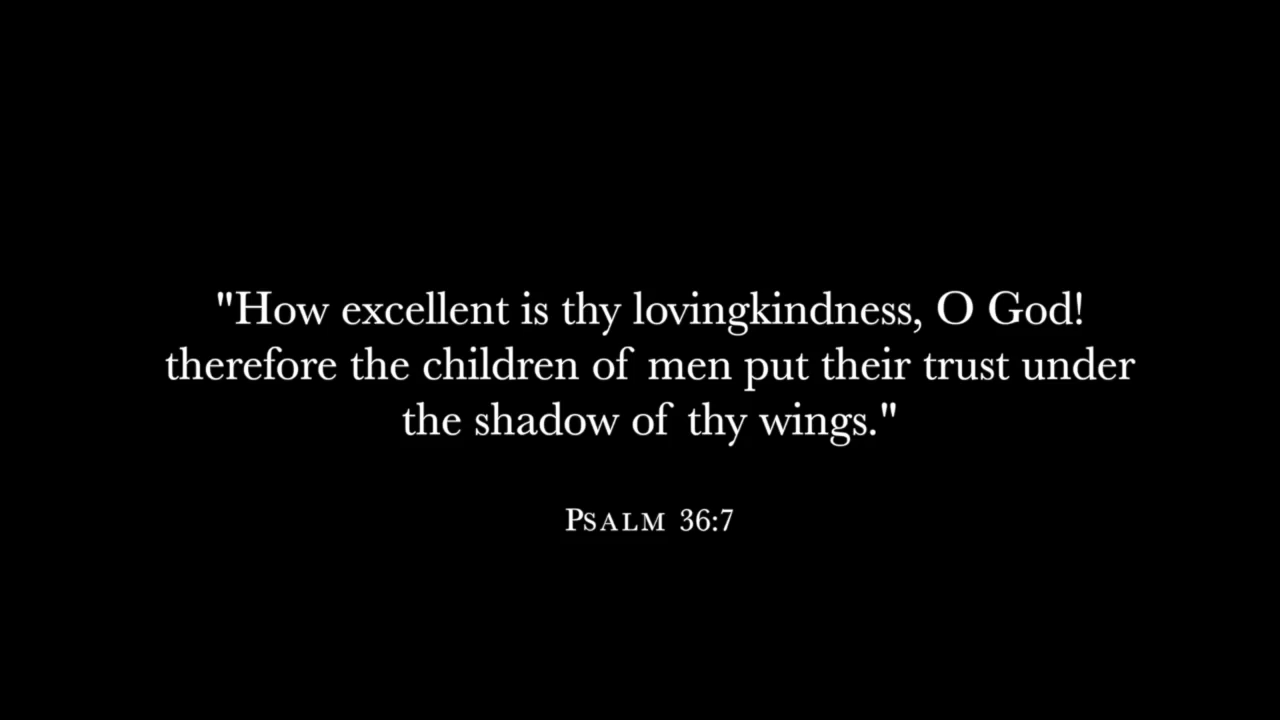 "How excellent is thy lovingkindness, O God!
therefore the children of men put their trust under
the shadow of thy wings."
PSALM 36:7